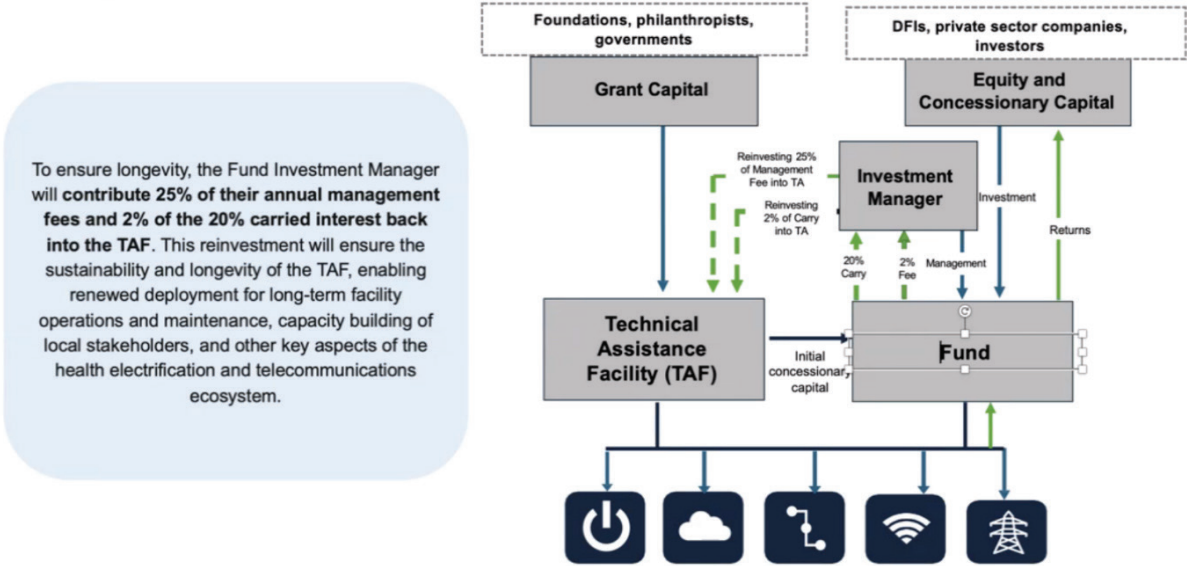 To ensure longevity, the Fund Investment Manager
will contribute 25% of their annual management
fees and 2% of the 20% carried interest back
into the TAF. This reinvestment will ensure the
sustainability and longevity of the TAF, enabling
renewed deployment for long-term facility
operations and maintenance, capacity building of
local stakeholders, and other key aspects of the
health electrification and telecommunications
ecosystem.
Foundations, philanthropists,
governments
Grant Capital
DFIs, private sector companies,
investors
Equity and
Concessionary Capital
Reinvesting 25%
of Management
Fee into TA
Reinvesting
2% of Carry
into TA
Investment
Manager
Investment
Returns
20%
Carry
2%
Fee
Management
Technical
Assistance
Facility (TAF)
Initial
concessionary
capital
Fund